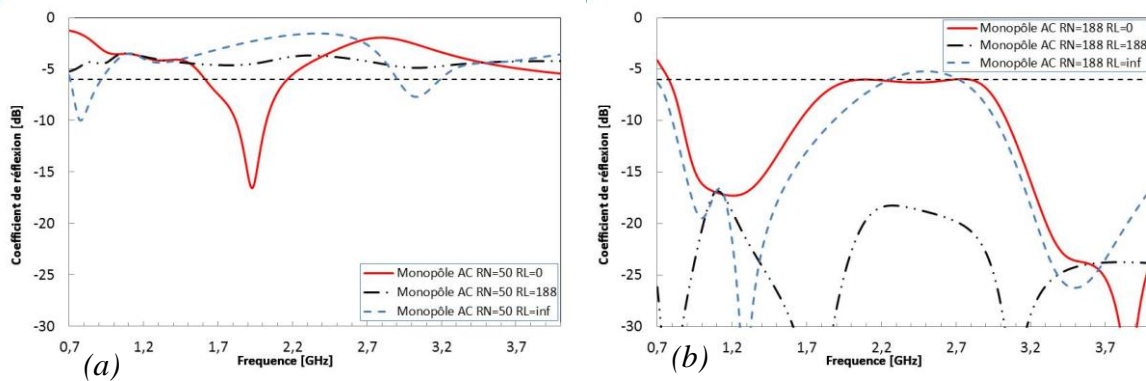 0
-5
-10
-15
-20
-25
-30
Coefficient de réflexion [dB]
Monopôle AC RN=50 RL=0
Monopôle AC RN=50 RL=188
Monopôle AC RN=50 RL=inf
0,7
1,2
1,7
2,2
2,7
3,2
3,7
Frequence [GHz]
(a)
0
-5
-10
-15
-20
-25
-30
Coefficient de réflexion [dB]
Monopôle AC RN=188 RL=0
Monopôle AC RN=188 RL=188
Monopôle AC RN=188 RL=inf
0,7
1,2
1,7
2,2
2,7
3,2
3,7
Frequence [GHz]
(b)